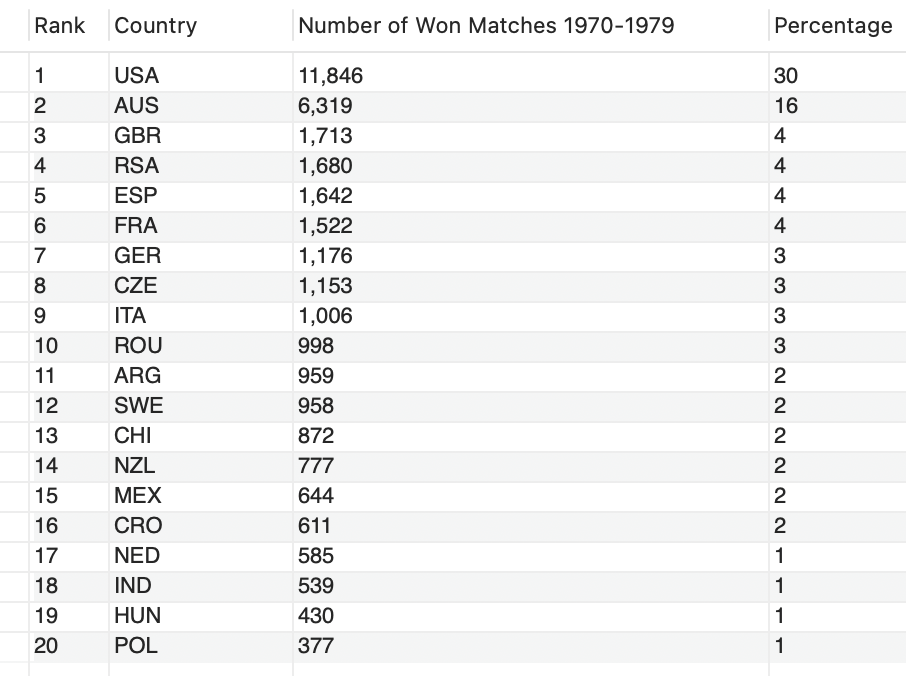 Rank Country Number of Won Matches 1970-1979 Percentage
1 USA 11,846 30
2 AUS 6,319 16
3 GBR 1,713 4
4 RSA 1,680 4
5 ESP 1,642 4
6 FRA 1,522 4
7 GER 1,176 3
8 CZE 1,153 3
9 ITA 1,006 3
10 ROU 998 3
11 ARG 959 2
12 SWE 958 2
13 CHI 872 2
14 NZL 777 2
15 MEX 644 2
16 CRO 611 2
17 NED 585 1
18 IND 539 1
19 HUN 430 1
20 POL 377 1